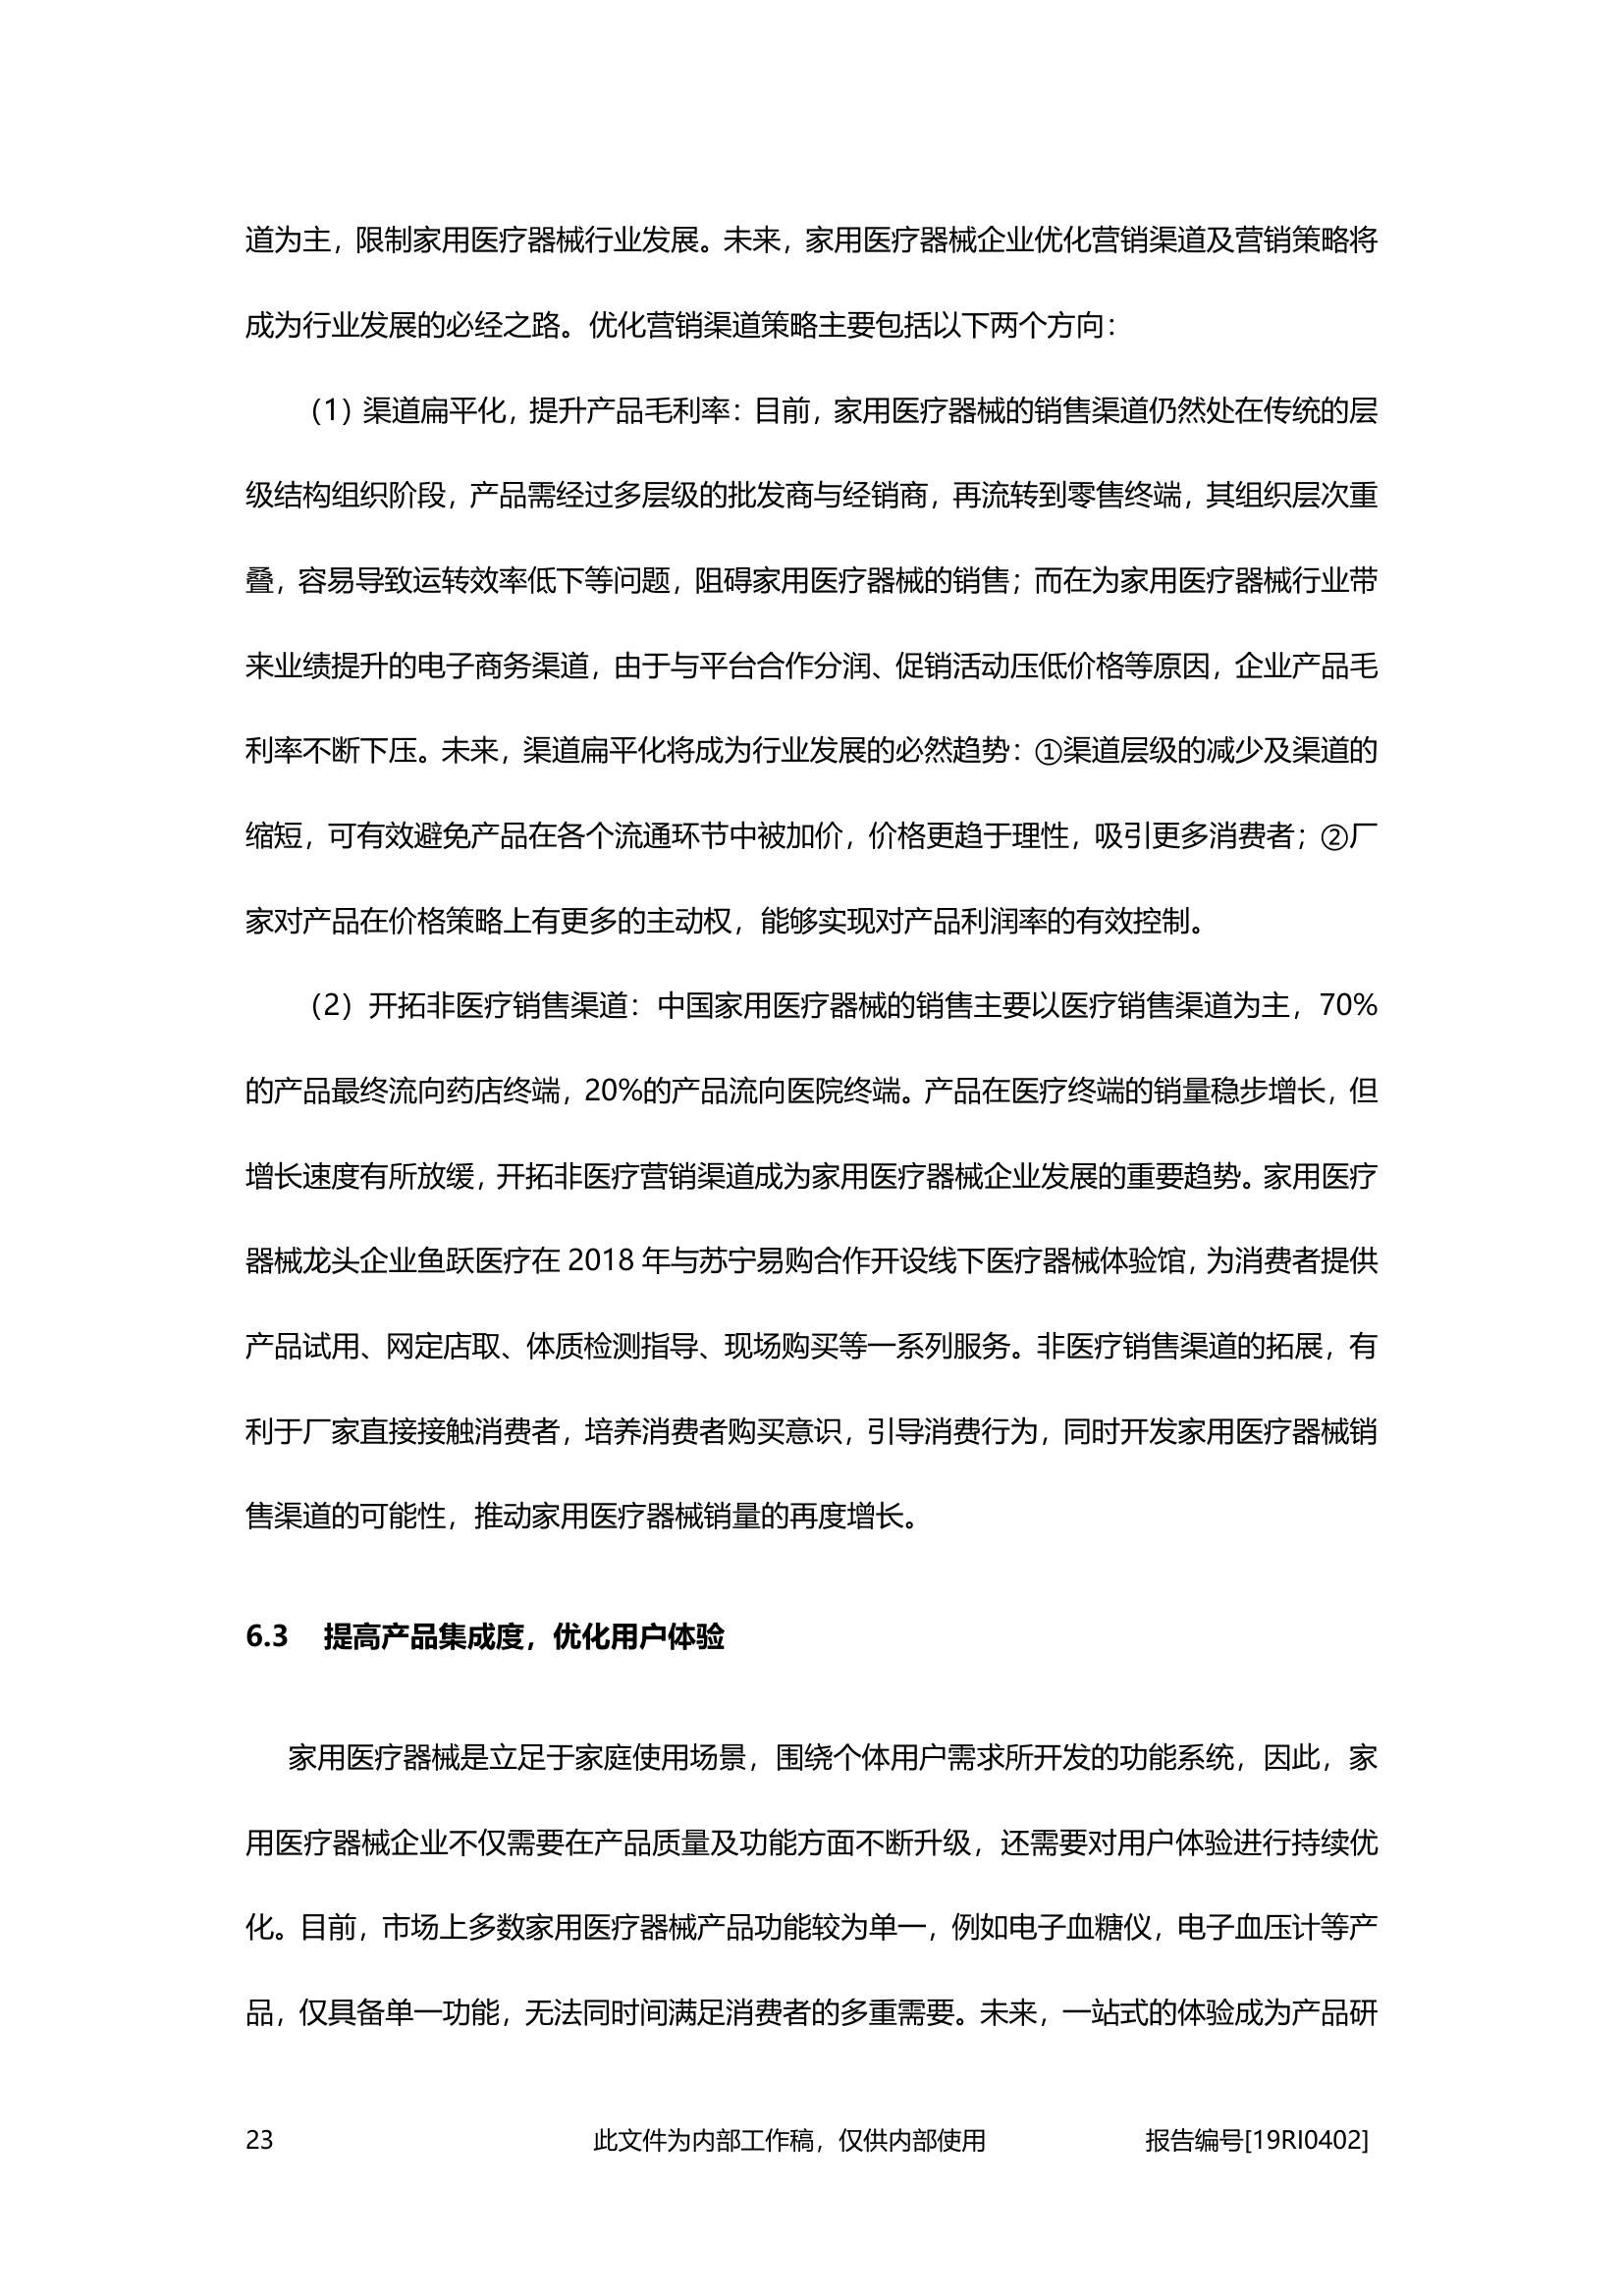 道为主，限制家用医疗器械行业发展。未来，家用医疗器械企业优化营销渠道及营销策略将
成为行业发展的必经之路。优化营销渠道策略主要包括以下两个方向：
（1）渠道扁平化，提升产品毛利率：目前，家用医疗器械的销售渠道仍然处在传统的层
级结构组织阶段，产品需经过多层级的批发商与经销商，再流转到零售终端，其组织层次重
叠，容易导致运转效率低下等问题，阻碍家用医疗器械的销售；而在为家用医疗器械行业带
来业绩提升的电子商务渠道，由于与平台合作分润、促销活动压低价格等原因，企业产品毛
利率不断下压。未来，渠道扁平化将成为行业发展的必然趋势：①渠道层级的减少及渠道的
缩短，可有效避免产品在各个流通环节中被加价，价格更趋于理性，吸引更多消费者；②厂
家对产品在价格策略上有更多的主动权，能够实现对产品利润率的有效控制。
（2）开拓非医疗销售渠道：中国家用医疗器械的销售主要以医疗销售渠道为主，70%
的产品最终流向药店终端，20%的产品流向医院终端。产品在医疗终端的销量稳步增长，但
增长速度有所放缓，开拓非医疗营销渠道成为家用医疗器械企业发展的重要趋势。家用医疗
器械龙头企业鱼跃医疗在 2018 年与苏宁易购合作开设线下医疗器械体验馆，为消费者提供
产品试用、网定店取、体质检测指导、现场购买等一系列服务。非医疗销售渠道的拓展，有
利于厂家直接接触消费者，培养消费者购买意识，引导消费行为，同时开发家用医疗器械销
售渠道的可能性，推动家用医疗器械销量的再度增长。
6.3 提高产品集成度，优化用户体验
家用医疗器械是立足于家庭使用场景，围绕个体用户需求所开发的功能系统，因此，家
用医疗器械企业不仅需要在产品质量及功能方面不断升级，还需要对用户体验进行持续优
化。目前，市场上多数家用医疗器械产品功能较为单一，例如电子血糖仪，电子血压计等产
品，仅具备单一功能，无法同时间满足消费者的多重需要。未来，一站式的体验成为产品研
23 此文件为内部工作稿，仅供内部使用 报告编号[19RI0402]